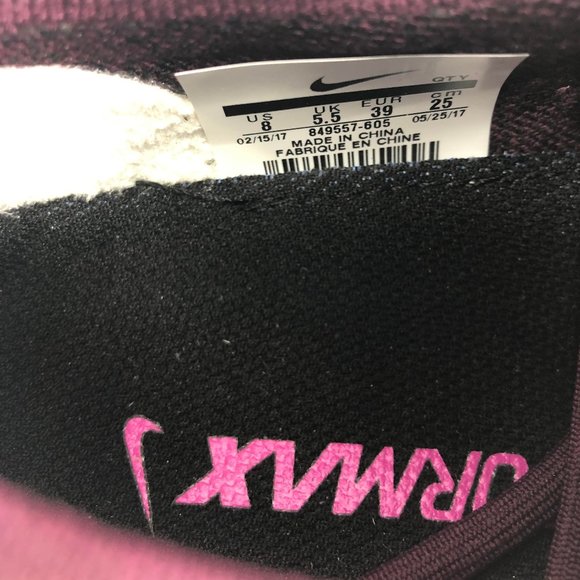 QTY
US UK EUR cm
8 5.5 39 25
02/15/17 849557-605 05/25/17
MADE IN CHINA
FABRIQUE EN CHINE
ORMAX